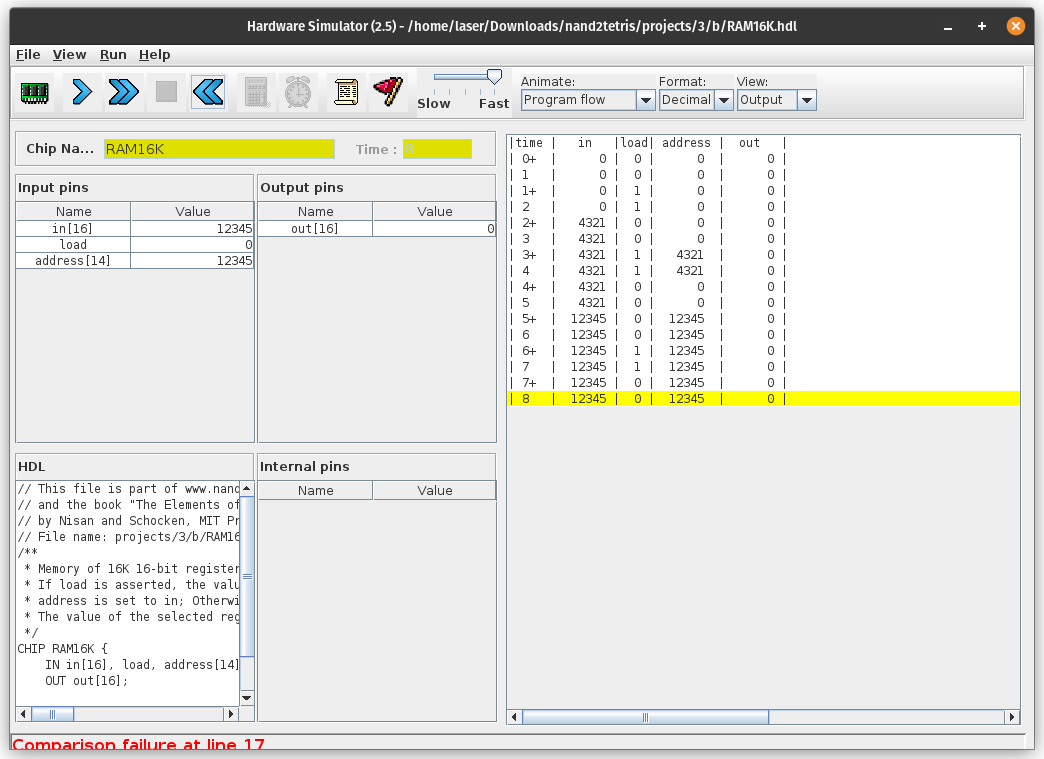 Hardware Simulator (2.5) - /home/laser/Downloads/nand2tetris/projects/3/b/RAM16K.hdl
File View Run Help
Slow Fast
Animate:
Program flow
Format:
Decimal
View:
Output
Chip Na... RAM16K Time : 8
Input pins
Name Value
in[16] 12345
load 0
address[14] 12345
Output pins
Name Value
out[16] 0
HDL
// This file is part of www.nand
// and the book "The Elements of
// by Nisan and Schocken, MIT Pr
// File name: projects/3/b/RAM16
/**
* Memory of 16K 16-bit register
* If load is asserted, the valu
* address is set to in; Otherwi
* The value of the selected reg
*/
CHIP RAM16K {
IN in[16], load, address[14]
OUT out[16];
Internal pins
Name Value
|time | in |load| address | out |
| 0+ | 0 | 0 | 0 | 0 |
| 1 | 0 | 0 | 0 | 0 |
| 1+ | 0 | 1 | 0 | 0 |
| 2 | 0 | 1 | 0 | 0 |
| 2+ | 4321 | 0 | 0 | 0 |
| 3 | 4321 | 0 | 0 | 0 |
| 3+ | 4321 | 1 | 4321 | 0 |
| 4 | 4321 | 1 | 4321 | 0 |
| 4+ | 4321 | 0 | 0 | 0 |
| 5 | 4321 | 0 | 0 | 0 |
| 5+ | 12345 | 0 | 12345 | 0 |
| 6 | 12345 | 0 | 12345 | 0 |
| 6+ | 12345 | 1 | 12345 | 0 |
| 7 | 12345 | 1 | 12345 | 0 |
| 7+ | 12345 | 0 | 12345 | 0 |
| 8 | 12345 | 0 | 12345 | 0 |
Comparison failure at line 17